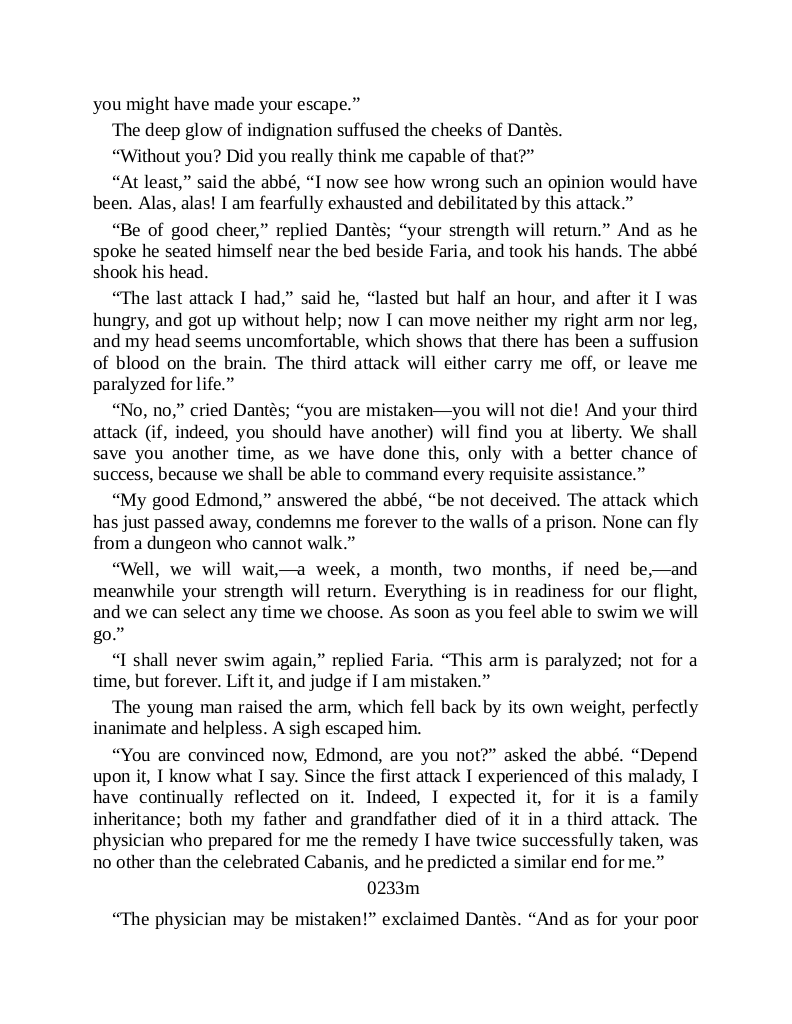 you might have made your escape.”
The deep glow of indignation suffused the cheeks of Dantès.
“Without you? Did you really think me capable of that?”
“At least,” said the abbé, “I now see how wrong such an opinion would have
been. Alas, alas! I am fearfully exhausted and debilitated by this attack.”
“Be of good cheer,” replied Dantès; “your strength will return.” And as he
spoke he seated himself near the bed beside Faria, and took his hands. The abbé
shook his head.
“The last attack I had,” said he, “lasted but half an hour, and after it I was
hungry, and got up without help; now I can move neither my right arm nor leg,
and my head seems uncomfortable, which shows that there has been a suffusion
of blood on the brain. The third attack will either carry me off, or leave me
paralyzed for life.”
“No, no,” cried Dantès; “you are mistaken—you will not die! And your third
attack (if, indeed, you should have another) will find you at liberty. We shall
save you another time, as we have done this, only with a better chance of
success, because we shall be able to command every requisite assistance.”
“My good Edmond,” answered the abbé, “be not deceived. The attack which
has just passed away, condemns me forever to the walls of a prison. None can fly
from a dungeon who cannot walk.”
“Well, we will wait,—a week, a month, two months, if need be,—and
meanwhile your strength will return. Everything is in readiness for our flight,
and we can select any time we choose. As soon as you feel able to swim we will
go.”
“I shall never swim again,” replied Faria. “This arm is paralyzed; not for a
time, but forever. Lift it, and judge if I am mistaken.”
The young man raised the arm, which fell back by its own weight, perfectly
inanimate and helpless. A sigh escaped him.
“You are convinced now, Edmond, are you not?” asked the abbé. “Depend
upon it, I know what I say. Since the first attack I experienced of this malady, I
have continually reflected on it. Indeed, I expected it, for it is a family
inheritance; both my father and grandfather died of it in a third attack. The
physician who prepared for me the remedy I have twice successfully taken, was
no other than the celebrated Cabanis, and he predicted a similar end for me.”
0233m
“The physician may be mistaken!” exclaimed Dantès. “And as for your poor